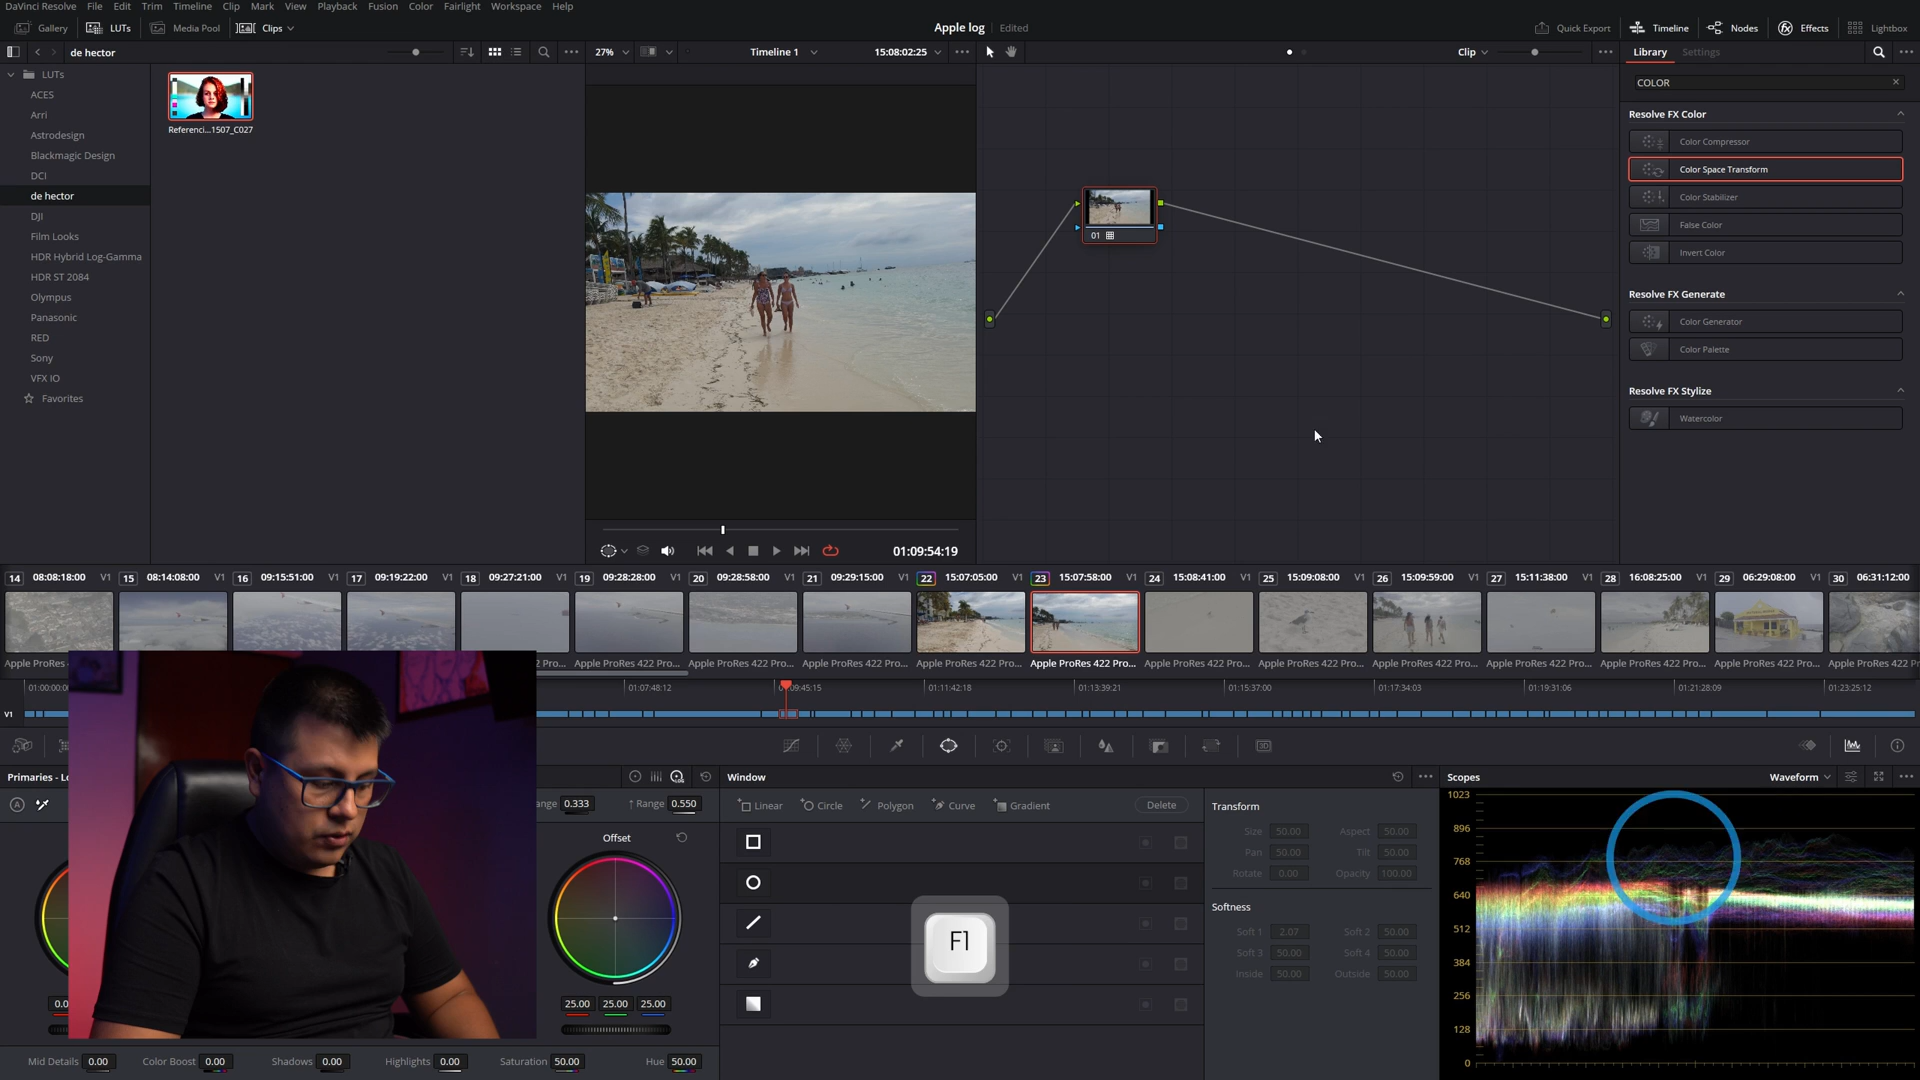 DaVinci Resolve File Edit Trim Timeline Clip Mark View Playback Fusion Color Fairlight Workspace Help
Gallery LUTs Media Pool Clips Apple log Edited Quick Export Timeline Nodes Effects Lightbox
de hector 27% Timeline 1 15:08:02:25 Clip Library Settings
LUTs
ACES
Arri
Astrodesign
Blackmagic Design
DCI
de hector
DJI
Film Looks
HDR Hybrid Log-Gamma
HDR ST 2084
Olympus
Panasonic
RED
Sony
VFX IO
Favorites
Referenci...1507_C027
01
COLOR
Resolve FX Color
Color Compressor
Color Space Transform
Color Stabilizer
False Color
Invert Color
Resolve FX Generate
Color Generator
Color Palette
Resolve FX Stylize
Watercolor
01:09:54:19
14 08:08:18:00 V1 15 08:14:08:00 V1 16 09:15:51:00 V1 17 09:19:22:00 V1 18 09:27:21:00 V1 19 09:28:28:00 V1 20 09:28:58:00 V1 21 09:29:15:00 V1 22 15:07:05:00 V1 23 15:07:58:00 V1 24 15:08:41:00 V1 25 15:09:08:00 V1 26 15:09:59:00 V1 27 15:11:38:00 V1 28 16:08:25:00 V1 29 06:29:08:00 V1 30 06:31:12:00 V1
Apple ProRes 422 Pro... Apple ProRes 422 Pro... Apple ProRes 422 Pro... Apple ProRes 422 Pro... Apple ProRes 422 Pro... Apple ProRes 422 Pro... Apple ProRes 422 Pro... Apple ProRes 422 Pro... Apple ProRes 422 Pro... Apple ProRes 422 Pro... Apple ProRes 422 P
01:00:00:00 01:07:48:12 01:09:45:15 01:11:42:18 01:13:39:21 01:15:37:00 01:17:34:03 01:19:31:06 01:21:28:09 01:23:25:12
V1
Primaries - Lo
0.333 Range 0.550
Offset
25.00 25.00 25.00
Mid Details 0.00 Color Boost 0.00 Shadows 0.00 Highlights 0.00 Saturation 50.00 Hue 50.00
Window
Linear Circle Polygon Curve Gradient Delete
F1
Transform
Size 50.00 Aspect 50.00
Pan 50.00 Tilt 50.00
Rotate 0.00 Opacity 100.00
Softness
Soft 1 2.07 Soft 2 50.00
Soft 3 50.00 Soft 4 50.00
Inside 50.00 Outside 50.00
Scopes Waveform
1023
896
768
640
512
384
256
128
0